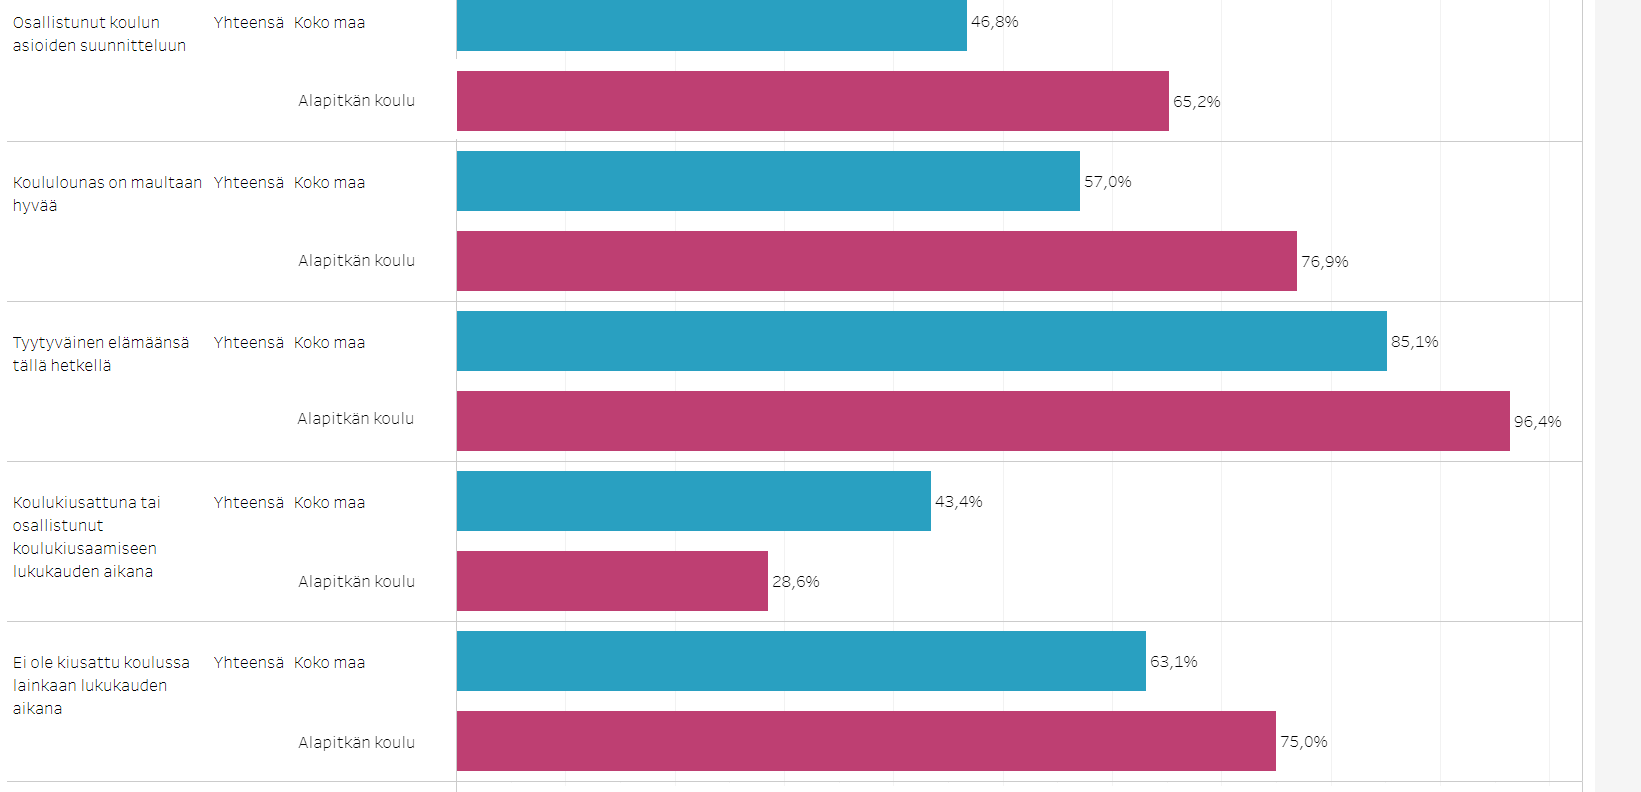 Osallistunut koulun Yhteensä Koko maa 46,8%
asioiden suunnitteluun
Alapitkän koulu 65,2%
Koululounas on maultaan Yhteensä Koko maa 57,0%
hyvää
Alapitkän koulu 76,9%
Tyytyväinen elämäänsä Yhteensä Koko maa 85,1%
tällä hetkellä
Alapitkän koulu 96,4%
Koulukiusattuna tai Yhteensä Koko maa 43,4%
osallistunut
koulukiusaamiseen
lukukauden aikana
Alapitkän koulu 28,6%
Ei ole kiusattu koulussa Yhteensä Koko maa 63,1%
lainkaan lukukauden
aikana
Alapitkän koulu 75,0%